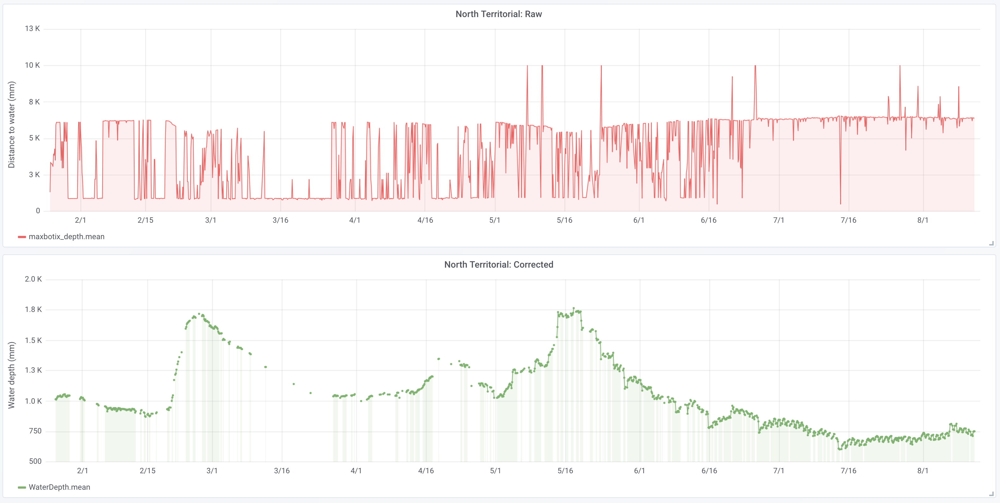 North Territorial: Raw
Distance to water (mm)
13 K
10 K
8 K
5 K
3 K
0
2/1 2/15 3/1 3/16 4/1 4/16 5/1 5/16 6/1 6/16 7/1 7/16 8/1
maxbotix_depth.mean
North Territorial: Corrected
Water depth (mm)
2.0 K
1.8 K
1.5 K
1.3 K
1.0 K
750
500
2/1 2/15 3/1 3/16 4/1 4/16 5/1 5/16 6/1 6/16 7/1 7/16 8/1
WaterDepth.mean